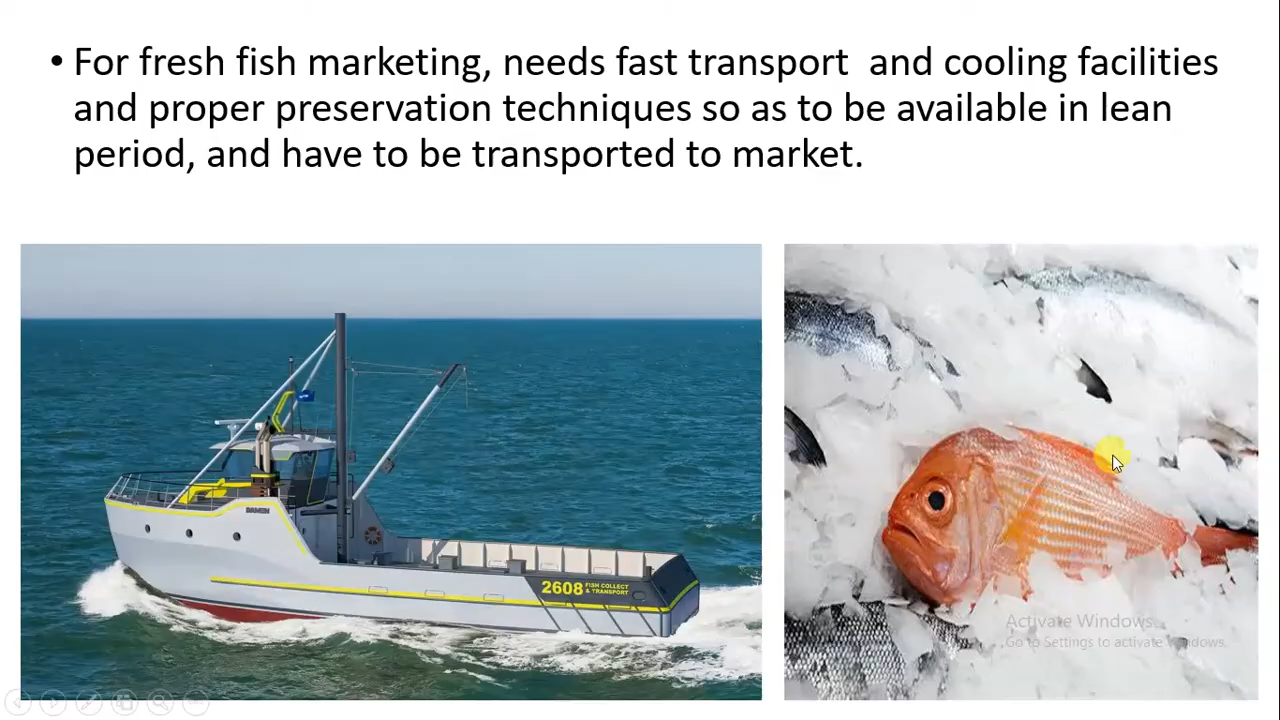 • For fresh fish marketing, needs fast transport  and cooling facilities
and proper preservation techniques so as to be available in lean
period, and have to be transported to market.
DAMEN
2608 FISH COLLECT
& TRANSPORT
Activate Windows
Go to Settings to activate Windows.